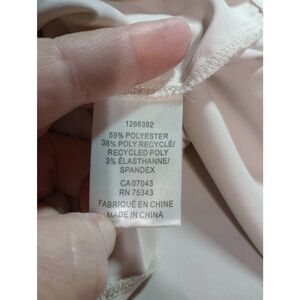 1266392
59% POLYESTER
38% POLY RECYCLÉ/
RECYCLED POLY
3% ÉLASTHANNE/
SPANDEX
CA 07043
RN 75343
FABRIQUÉ EN CHINE
MADE IN CHINA